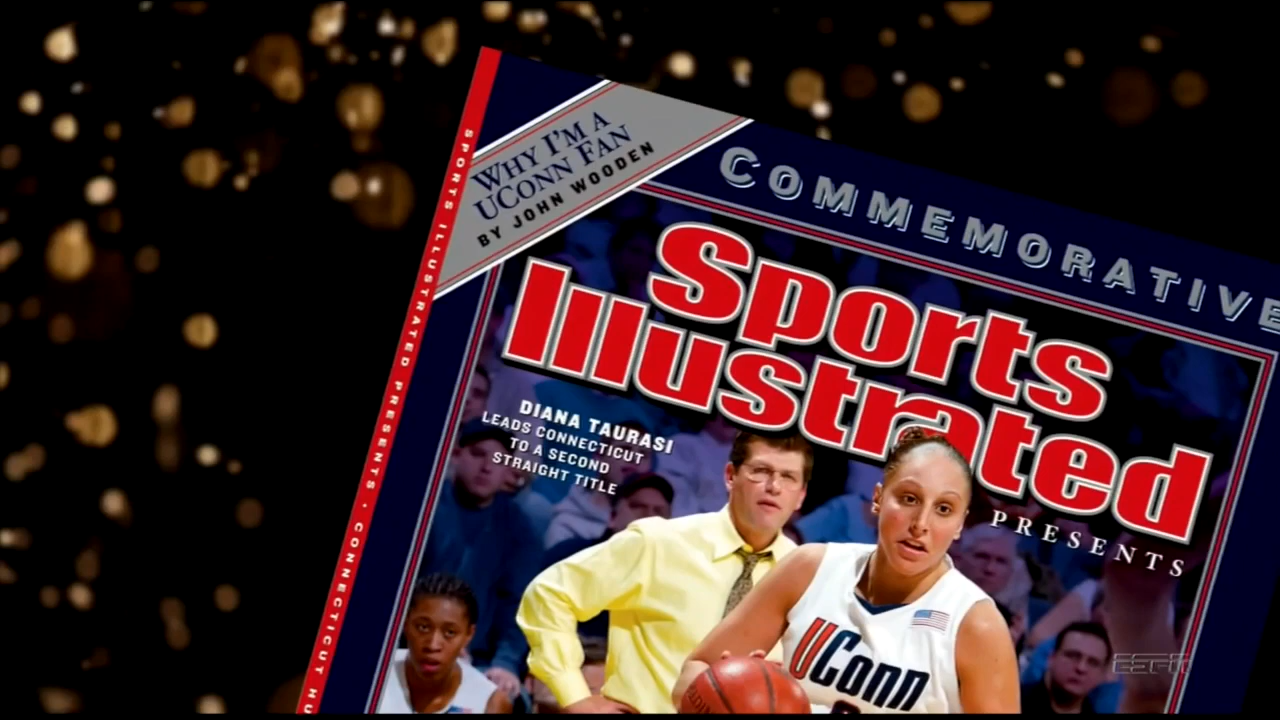 WHY I'M A
UCONN FAN
BY JOHN WOODEN
COMMEMORATIVE
Sports
Illustrated
PRESENTS
DIANA TAURASI
LEADS CONNECTICUT
TO A SECOND
STRAIGHT TITLE
SPORTS ILLUSTRATED PRESENTS · CONNECTICUT HU
UConn
ESPN